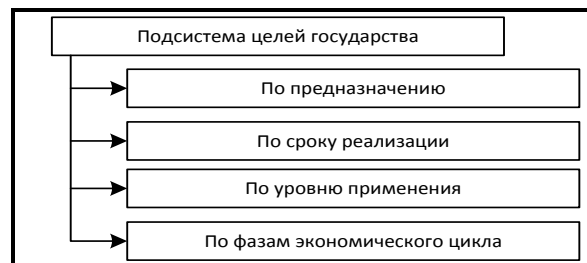 Подсистема целей государства
По предназначению
По сроку реализации
По уровню применения
По фазам экономического цикла